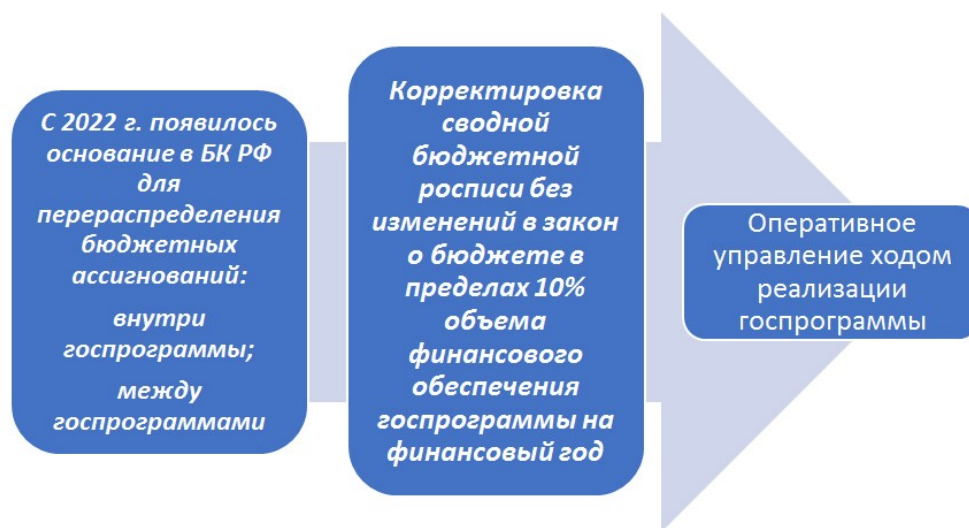 С 2022 г. появилось
основание в БК РФ
для
перераспределения
бюджетных
ассигнований:
внутри
госпрограммы;
между
госпрограммами
Корректировка
сводной
бюджетной
росписи без
изменений в закон
о бюджете в
пределах 10%
объема
финансового
обеспечения
госпрограммы на
финансовый год
Оперативное
управление ходом
реализации
госпрограммы